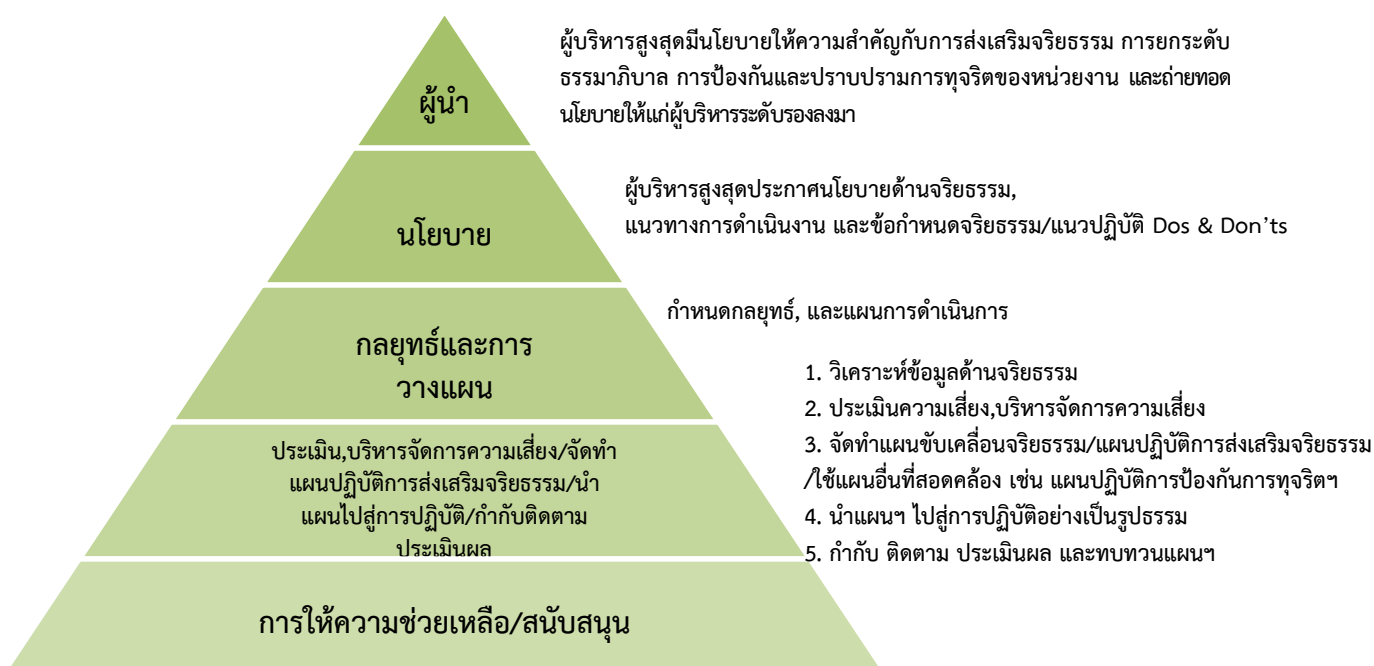 ผู้นำ
ผู้บริหารสูงสุดมีนโยบายให้ความสำคัญกับการส่งเสริมจริยธรรม การยกระดับ
ธรรมาภิบาล การป้องกันและปราบปรามการทุจริตของหน่วยงาน และถ่ายทอด
นโยบายให้แก่ผู้บริหารระดับรองลงมา
นโยบาย
ผู้บริหารสูงสุดประกาศนโยบายด้านจริยธรรม,
แนวทางการดำเนินงาน และข้อกำหนดจริยธรรม/แนวปฏิบัติ Dos & Don'ts
กลยุทธ์และการ
วางแผน
กำหนดกลยุทธ์, และแผนการดำเนินการ
ประเมิน,บริหารจัดการความเสี่ยง/จัดทำ
แผนปฏิบัติการส่งเสริมจริยธรรม/นำ
แผนไปสู่การปฏิบัติ/กำกับติดตาม
ประเมินผล
1. วิเคราะห์ข้อมูลด้านจริยธรรม
2. ประเมินความเสี่ยง,บริหารจัดการความเสี่ยง
3. จัดทำแผนขับเคลื่อนจริยธรรม/แผนปฏิบัติการส่งเสริมจริยธรรม
/ใช้แผนอื่นที่สอดคล้อง เช่น แผนปฏิบัติการป้องกันการทุจริตฯ
4. นำแผนฯ ไปสู่การปฏิบัติอย่างเป็นรูปธรรม
5. กำกับ ติดตาม ประเมินผล และทบทวนแผนฯ
การให้ความช่วยเหลือ/สนับสนุน